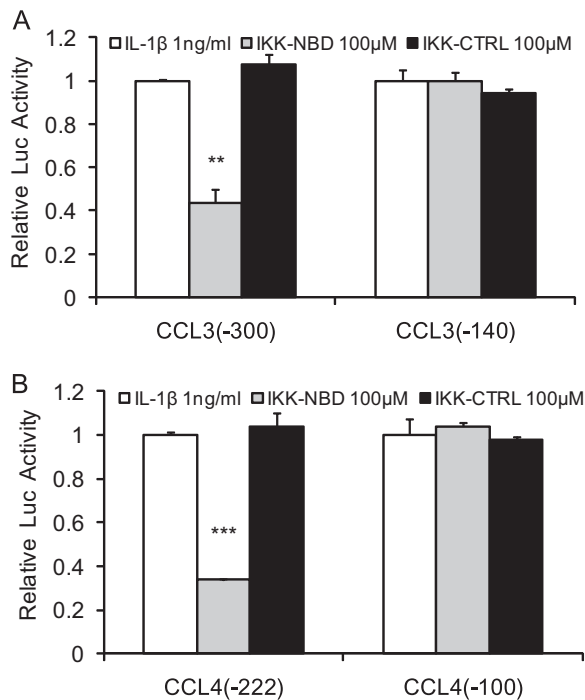 A
IL-1β 1ng/ml IKK-NBD 100µM IKK-CTRL 100µM
Relative Luc Activity
1.2
1
0.8
0.6
0.4
0.2
0
**
CCL3(-300) CCL3(-140)
B
IL-1β 1ng/ml IKK-NBD 100µM IKK-CTRL 100µM
Relative Luc Activity
1.2
1
0.8
0.6
0.4
0.2
0
***
CCL4(-222) CCL4(-100)